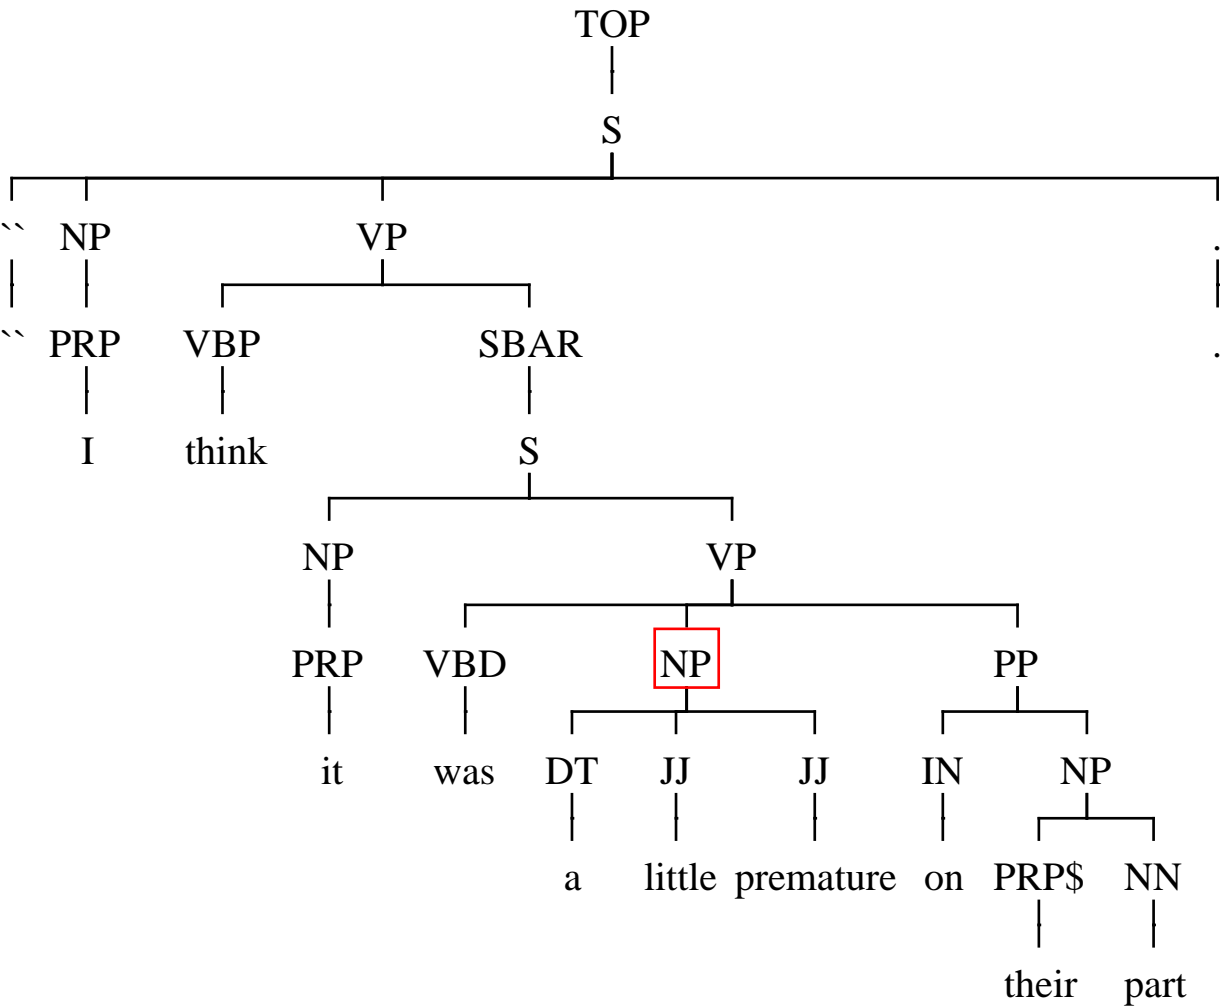 TOP
S
`` NP VP .
`` PRP VBP SBAR .
I think S
NP VP
PRP VBD NP PP
it was DT JJ JJ IN NP
a little premature on PRP$ NN
their part